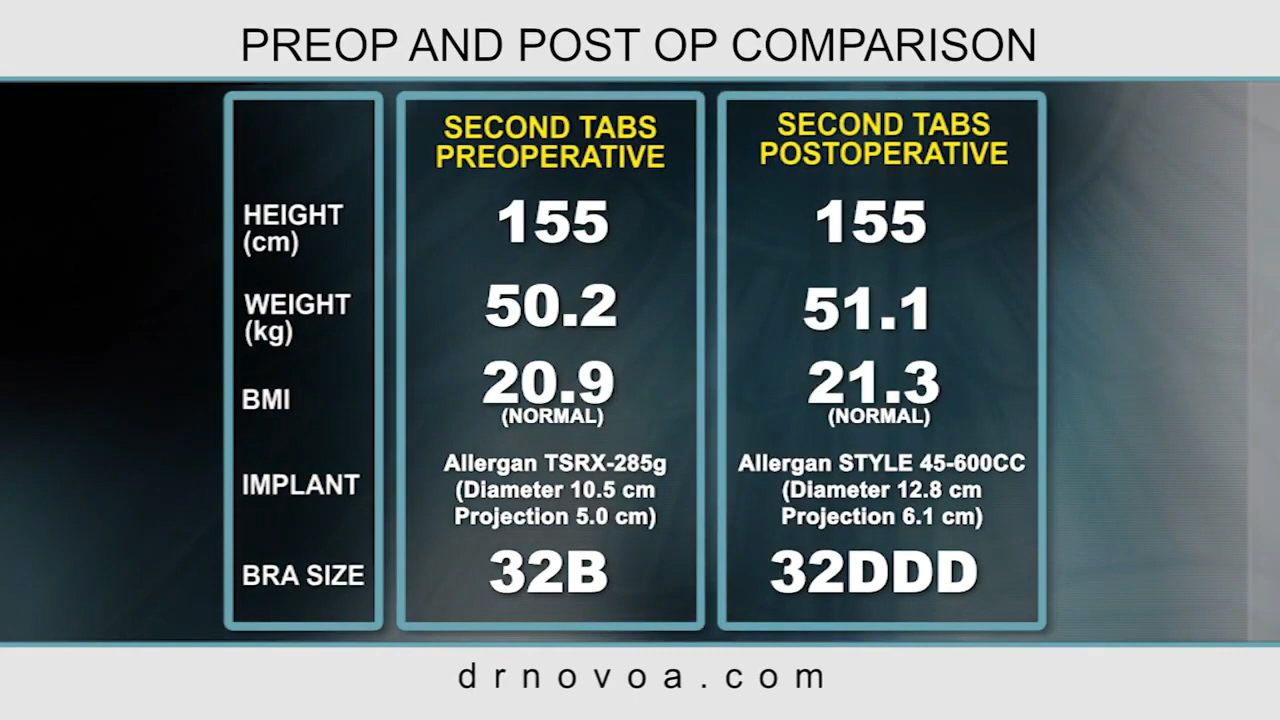 PREOP AND POST OP COMPARISON
SECOND TABS
PREOPERATIVE
SECOND TABS
POSTOPERATIVE
HEIGHT
(cm)
155
155
WEIGHT
(kg)
50.2
51.1
BMI
20.9
(NORMAL)
21.3
(NORMAL)
IMPLANT
Allergan TSRX-285g
(Diameter 10.5 cm
Projection 5.0 cm)
Allergan STYLE 45-600CC
(Diameter 12.8 cm
Projection 6.1 cm)
BRA SIZE
32B
32DDD
drnovoa.com